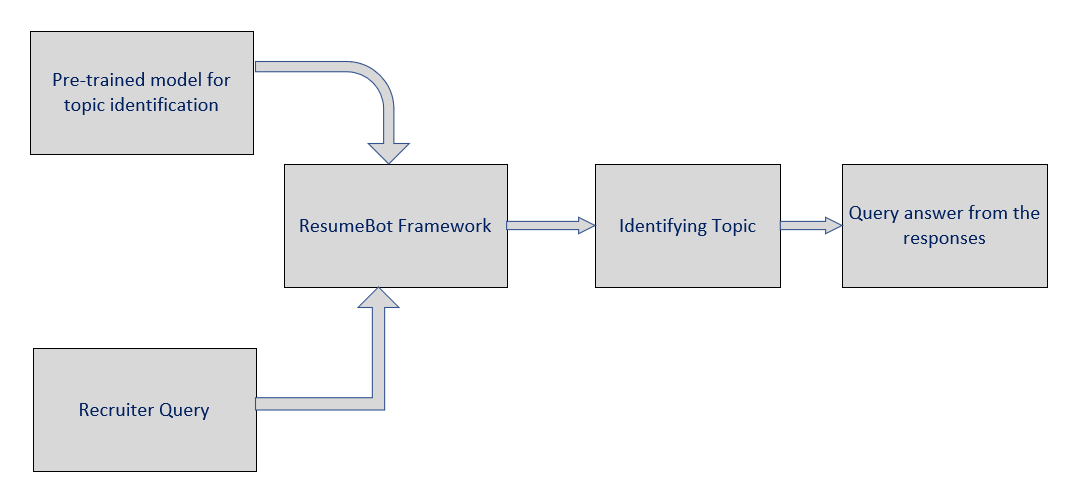 Pre-trained model for
topic identification
ResumeBot Framework
Identifying Topic
Query answer from the
responses
Recruiter Query